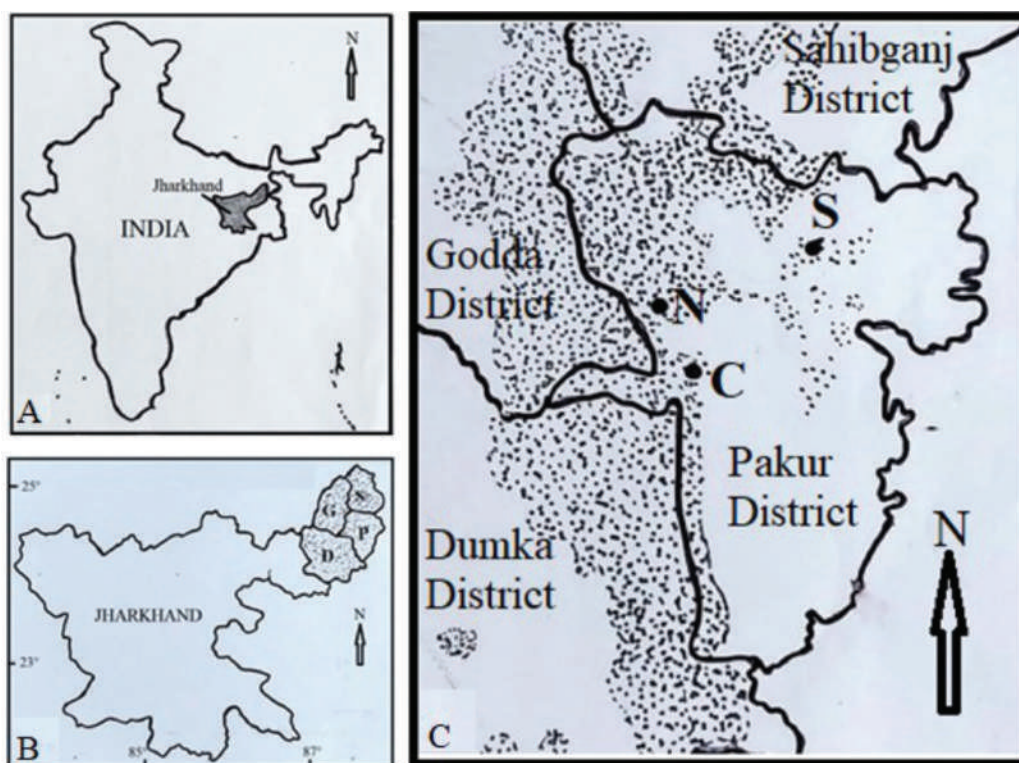 N
Jharkhand
INDIA
A
25°
G
S
P
D
JHARKHAND
N
23°
B
85°
87°
Sahibganj
District
S
Godda
District
N
C
Pakur
District
Dumka
District
N
C